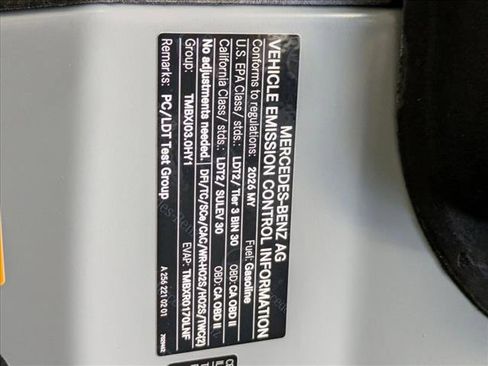 MERCEDES-BENZ AG
VEHICLE EMISSION CONTROL INFORMATION
Conforms to regulations: 2026 MY Fuel: Gasoline
U.S. EPA Class/ stds.: LDT2/ Tier 3 BIN 30 OBD: CA OBD II
California Class/ stds.: LDT2/ SULEV 30 OBD: CA OBD II
No adjustments needed. DFI/TC/SCe/CAC/WR-HO2S/HO2S/TWC(2)
Group: TMBXJ03.0HY1 EVAP: TMBXR0170LNF
Remarks: PC/LDT Test Group
A 256 221 02 01